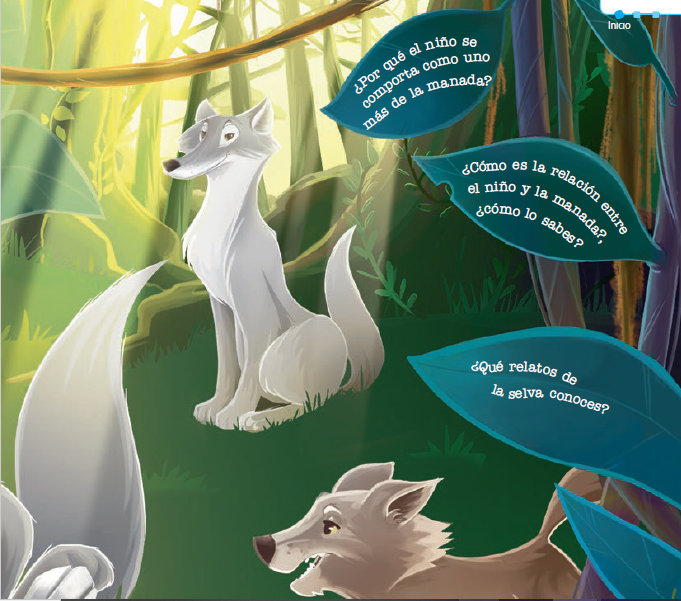 Inicio
¿Por qué el niño se
comporta como uno
más de la manada?
¿Cómo es la relación entre
el niño y la manada?,
¿cómo lo sabes?
¿Qué relatos de
la selva conoces?